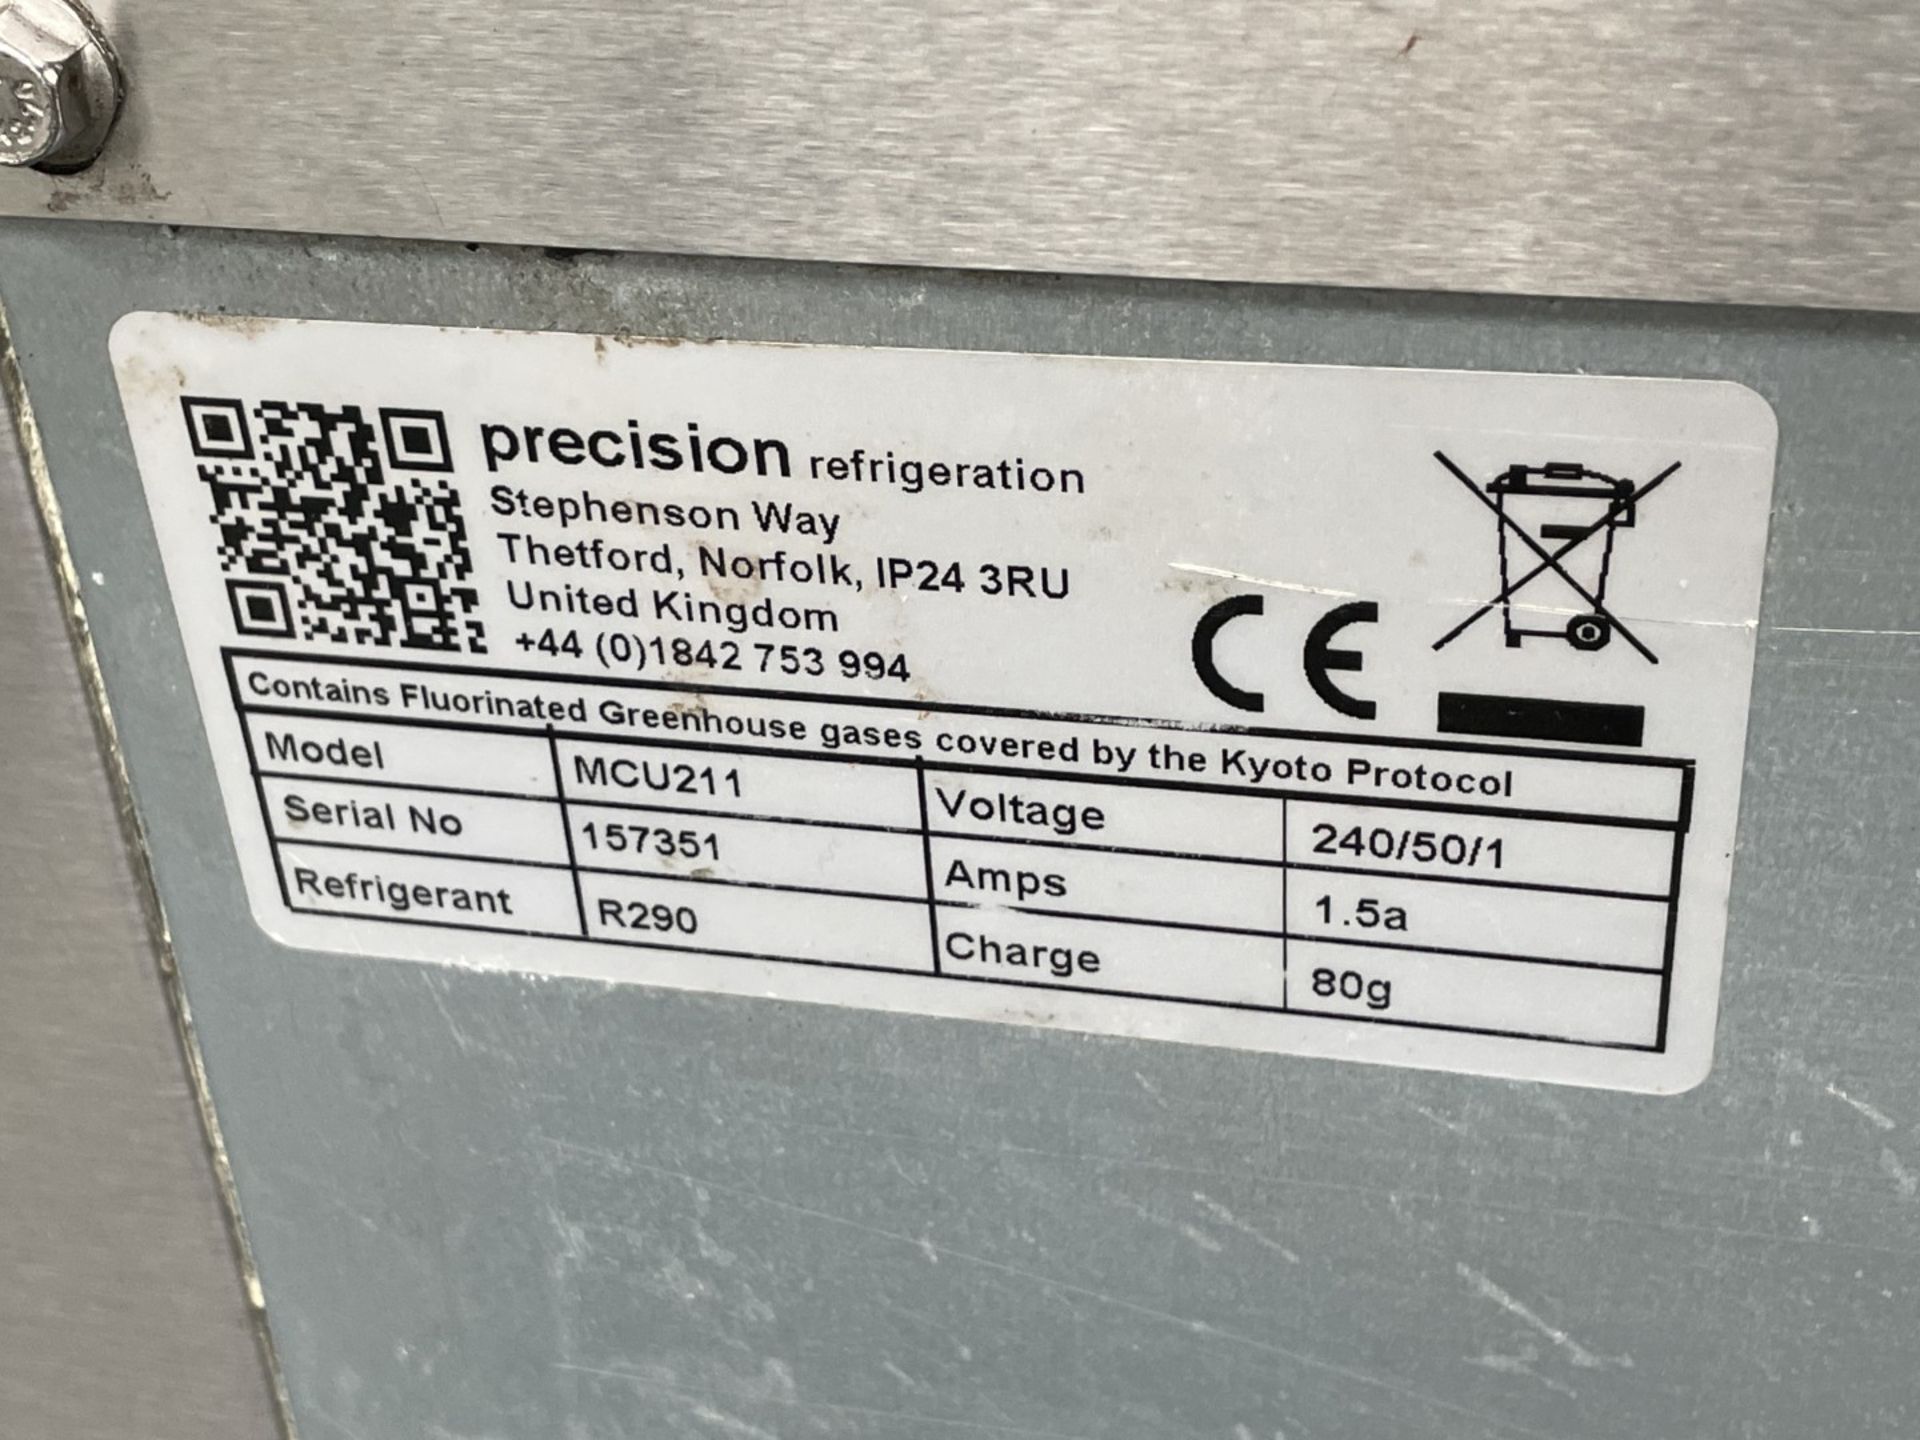 precision refrigeration
Stephenson Way
Thetford, Norfolk, IP24 3RU
United Kingdom
+44 (0)1842 753 994
CE
Contains Fluorinated Greenhouse gases covered by the Kyoto Protocol
Model MCU211 Voltage 240/50/1
Serial No 157351 Amps 1.5a
Refrigerant R290 Charge 80g